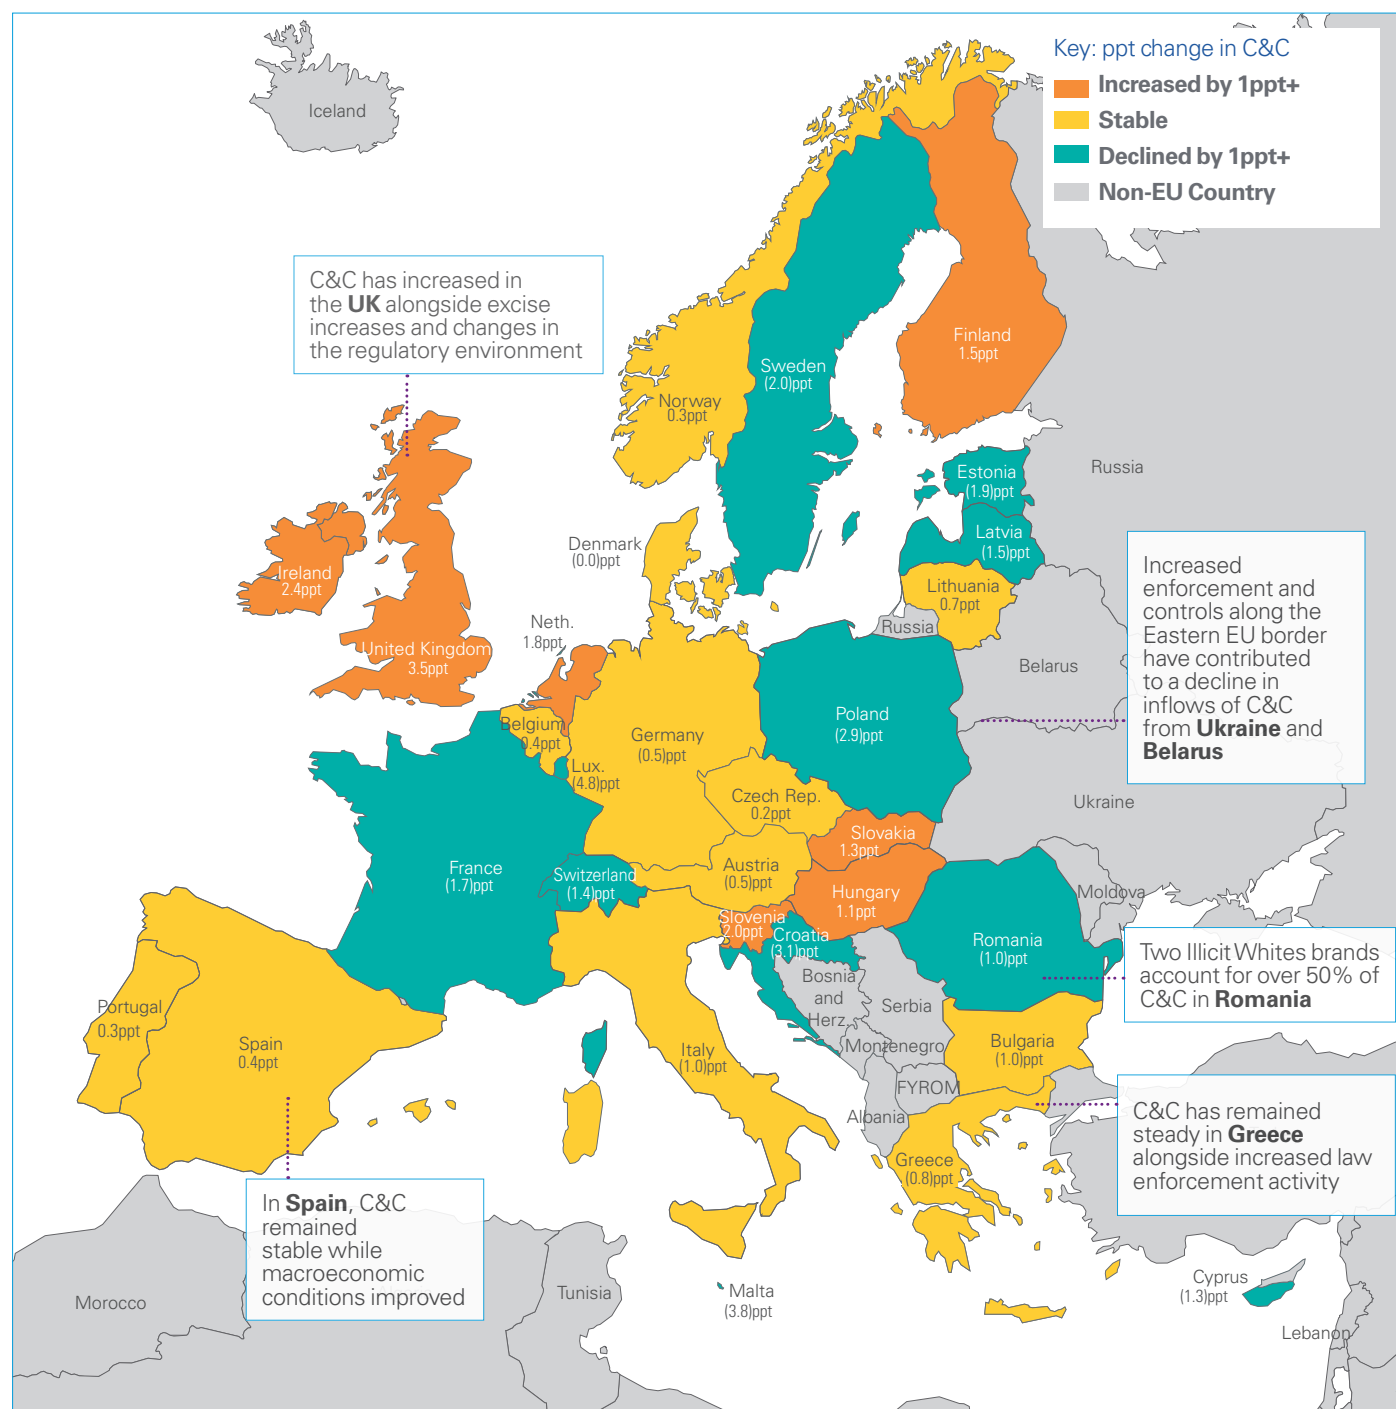 Key: ppt change in C&C
Increased by 1ppt+
Stable
Declined by 1ppt+
Non-EU Country
Iceland
C&C has increased in
the UK alongside excise
increases and changes in
the regulatory environment
Finland
1.5ppt
Sweden
(2.0)ppt
Norway
0.3ppt
Russia
Estonia
(1.9)ppt
Latvia
(1.5)ppt
Denmark
(0.0)ppt
Lithuania
0.7ppt
Russia
Ireland
2.4ppt
United Kingdom
3.5ppt
Neth.
1.8ppt
Belarus
Increased
enforcement and
controls along the
Eastern EU border
have contributed
to a decline in
inflows of C&C
from Ukraine and
Belarus
Belgium
0.4ppt
Germany
(0.5)ppt
Poland
(2.9)ppt
Lux.
(4.8)ppt
Czech Rep.
0.2ppt
Ukraine
Slovakia
1.3ppt
France
(1.7)ppt
Switzerland
(1.4)ppt
Austria
(0.5)ppt
Hungary
1.1ppt
Moldova
Slovenia
2.0ppt
Croatia
(3.1)ppt
Romania
(1.0)ppt
Two Illicit Whites brands
account for over 50% of
C&C in Romania
Bosnia
and
Herz.
Serbia
Portugal
0.3ppt
Spain
0.4ppt
Italy
(1.0)ppt
Montenegro
Bulgaria
(1.0)ppt
FYROM
Albania
C&C has remained
steady in Greece
alongside increased law
enforcement activity
Greece
(0.8)ppt
In Spain, C&C
remained
stable while
macroeconomic
conditions improved
Morocco
Tunisia
Malta
(3.8)ppt
Cyprus
(1.3)ppt
Lebanon